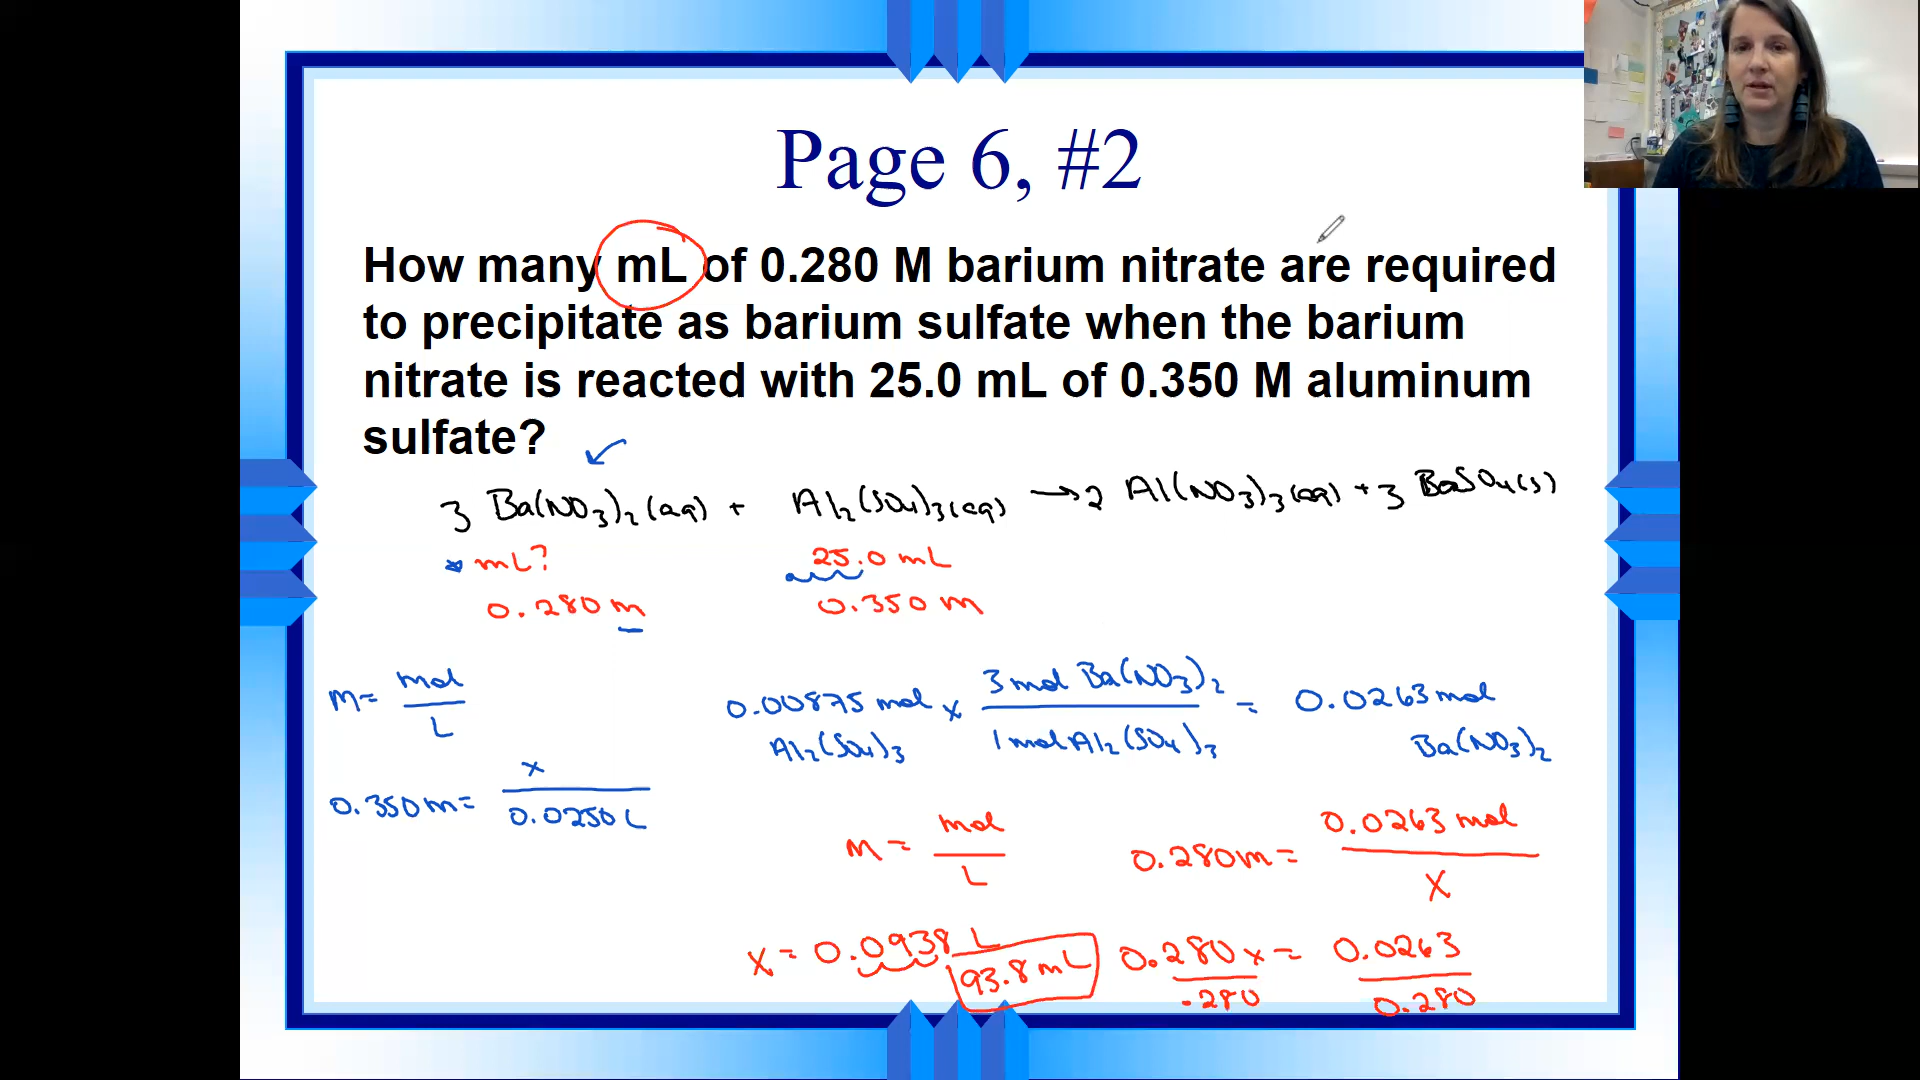 Page 6, #2
How many mL of 0.280 M barium nitrate are required
to precipitate as barium sulfate when the barium
nitrate is reacted with 25.0 mL of 0.350 M aluminum
sulfate?
3 Ba(NO3)2 (aq) + Al2(SO4)3 (aq) → 2 Al(NO3)3 (aq) + 3 BaSO4(s)
* mL? 25.0 mL
0.280 M 0.350 M
M = mol / L
0.350 M = x / 0.0250 L
0.00875 mol Al2(SO4)3 x 3 mol Ba(NO3)2 / 1 mol Al2(SO4)3 = 0.0263 mol Ba(NO3)2
M = mol / L
0.280 M = 0.0263 mol / X
0.280 x / .280 = 0.0263 / 0.280
X = 0.0938 L
93.8 mL